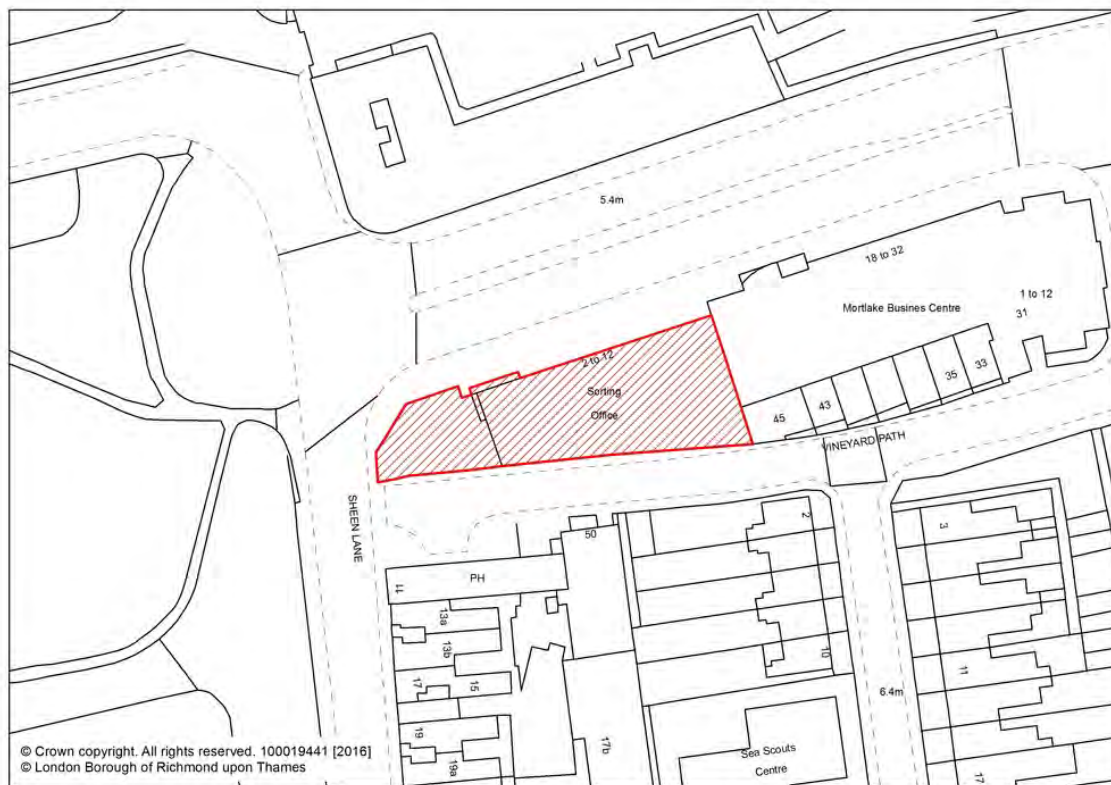 5.4m
18 to 32
1 to 12
31
Mortlake Busines Centre
2 to 12
Sorting
Office
35
33
43
45
VINEYARD PATH
SHEEN LANE
50
2
3
PH
11
13a
13b
15
17
10
11
6.4m
19
19a
17b
Sea Scouts
Centre
17
© Crown copyright. All rights reserved. 100019441 [2016]
© London Borough of Richmond upon Thames